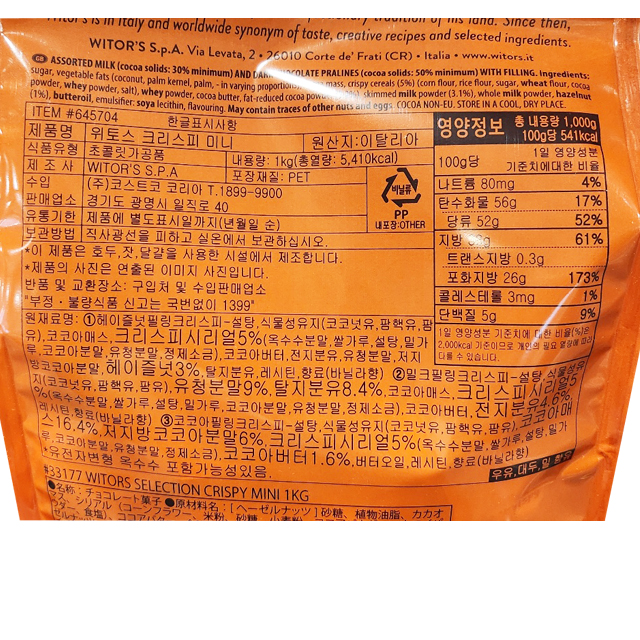 tradition of his land. Since then,
Witor's is in Italy and worldwide synonym of taste, creative recipes and selected ingredients.
WITOR'S S.p.A. Via Levata, 2 • 26010 Corte de' Frati (CR) • Italia • www.witors.it
GB ASSORTED MILK (cocoa solids: 30% minimum) AND DARK CHOCOLATE PRALINES (cocoa solids: 50% minimum) WITH FILLING. Ingredients:
sugar, vegetable fats (coconut, palm kernel, palm, - in varying proportion mass, crispy cereals (5%) (corn flour, rice flour, sugar, wheat flour, cocoa
powder, whey powder, salt), whey powder, cocoa butter, fat-reduced cocoa powder skimmed milk powder (3.1%), whole milk powder, hazelnut
(1%), butteroil, emulsifier: soya lecithin, flavouring. May contain traces of other nuts and eggs. COCOA NON-EU. STORE IN A COOL, DRY PLACE.
ITEM #645704 한글표시사항
제품명 위토스 크리스피 미니 원산지:이탈리아
식품유형 초콜릿가공품 내용량: 1kg(총열량: 5,410kcal)
제 조 사 WITOR'S S.P.A 포장재질: PET
수입 (주)코스트코 코리아 T.1899-9900
판매업소 경기도 광명시 일직로 40
유통기한 제품에 별도표시일까지(년월일 순)
보관방법 직사광선을 피하고 실온에서 보관하십시오.
*이 제품은 호두,잣,달걀을 사용한 시설에서 제조합니다.
*제품의 사진은 연출된 이미지 사진입니다.
반품 및 교환장소: 구입처 및 수입판매업소
"부정・불량식품 신고는 국번없이 1399"
비닐류
PP
내포장:OTHER
영양정보 총 내용량 1,000g
100g당 541kcal
100g당 1일 영양성분
기준치에대한 비율
나트륨 80mg 4%
탄수화물 56g 17%
당류 52g 52%
지방 61%
트랜스지방 0.3g
포화지방 26g 173%
콜레스테롤 3mg 1%
단백질 5g 9%
1일 영양성분 기준치에 대한 비율(%)은
2,000kcal 기준이므로 개인의 필요 열량에 따라
다를 수 있습니다.
원재료명: ①헤이즐넛필링크리스피-설탕,식물성유지(코코넛유,팜핵유,팜
유),코코아매스,크리스피시리얼5%(옥수수분말,쌀가루,설탕,밀가
루,코코아분말,유청분말,정제소금),코코아버터,전지분유,유청분말,저지
방코코아분말,헤이즐넛3%,탈지분유,레시틴,향료(바닐라향) ②밀크필링크리스피-설탕,식물성유
지(코코넛유,팜핵유,팜유),유청분말9%,탈지분유8.4%,코코아매스,크리스피시리얼5
%(옥수수분말,쌀가루,설탕,밀가루,코코아분말,유청분말,정제소금),코코아버터,전지분유4.6%,
레시틴,향료(바닐라향) ③코코아필링크리스피-설탕,식물성유지(코코넛유,팜핵유,팜유),코코아매
스16.4%,저지방코코아분말6%,크리스피시리얼5%(옥수수분말,쌀가루,설탕,밀가
루,코코아분말,유청분말,정제소금),코코아버터1.6%,버터오일,레시틴,향료(바닐라향)
*유전자변형 옥수수 포함가능성있음.
우유,대두,밀 함유
#33177 WITORS SELECTION CRISPY MINI 1KG
●名称:チョコレート菓子 ●原材料名:[ヘーゼルナッツ]砂糖、植物油脂、カカオ
シリアル(コーンフラワー、米粉、砂糖、小麦粉